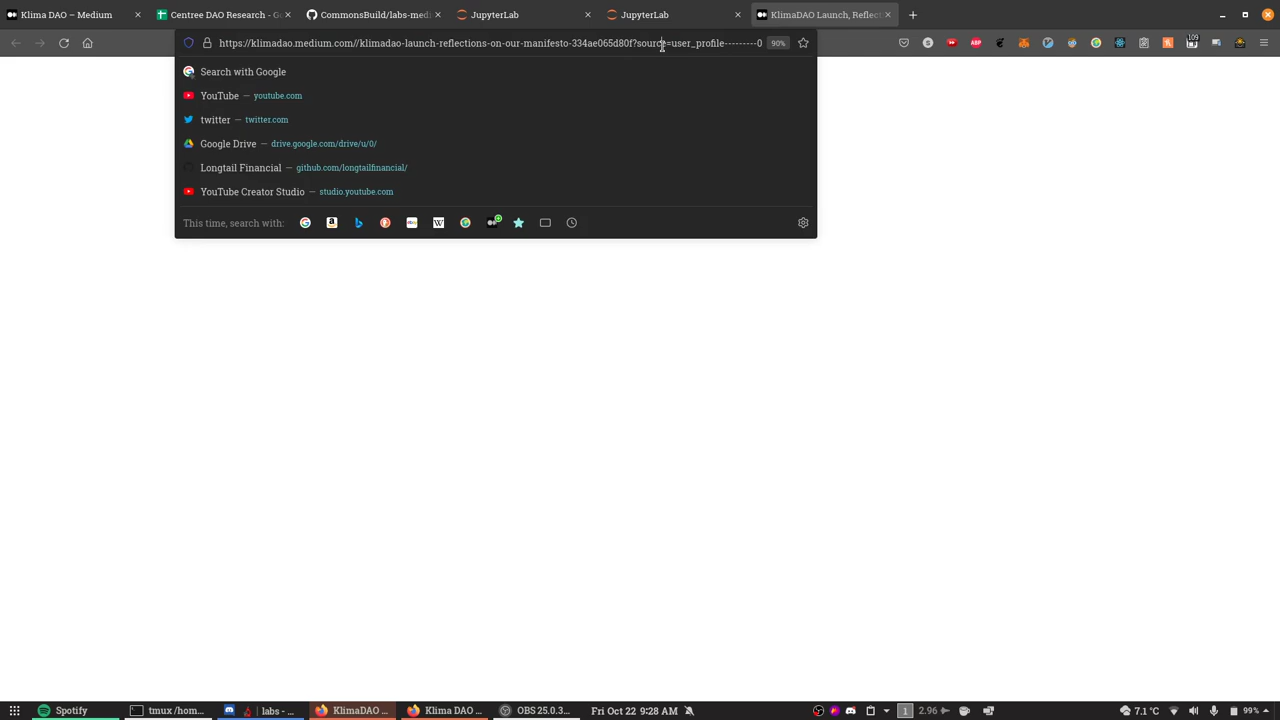 Klima DAO — Medium
Centree DAO Research - G
CommonsBuild/labs-medi
JupyterLab
JupyterLab
KlimaDAO Launch, Reflect
https://klimadao.medium.com//klimadao-launch-reflections-on-our-manifesto-334ae065d80f?source=user_profile---------0
90%
109
Search with Google
YouTube — youtube.com
twitter — twitter.com
Google Drive — drive.google.com/drive/u/0/
Longtail Financial — github.com/longtailfinancial/
YouTube Creator Studio — studio.youtube.com
This time, search with:
Spotify
tmux /hom...
labs - ...
KlimaDAO ...
Klima DAO ...
OBS 25.0.3...
Fri Oct 22 9:28 AM
1
2.96
7.1 °C
99%